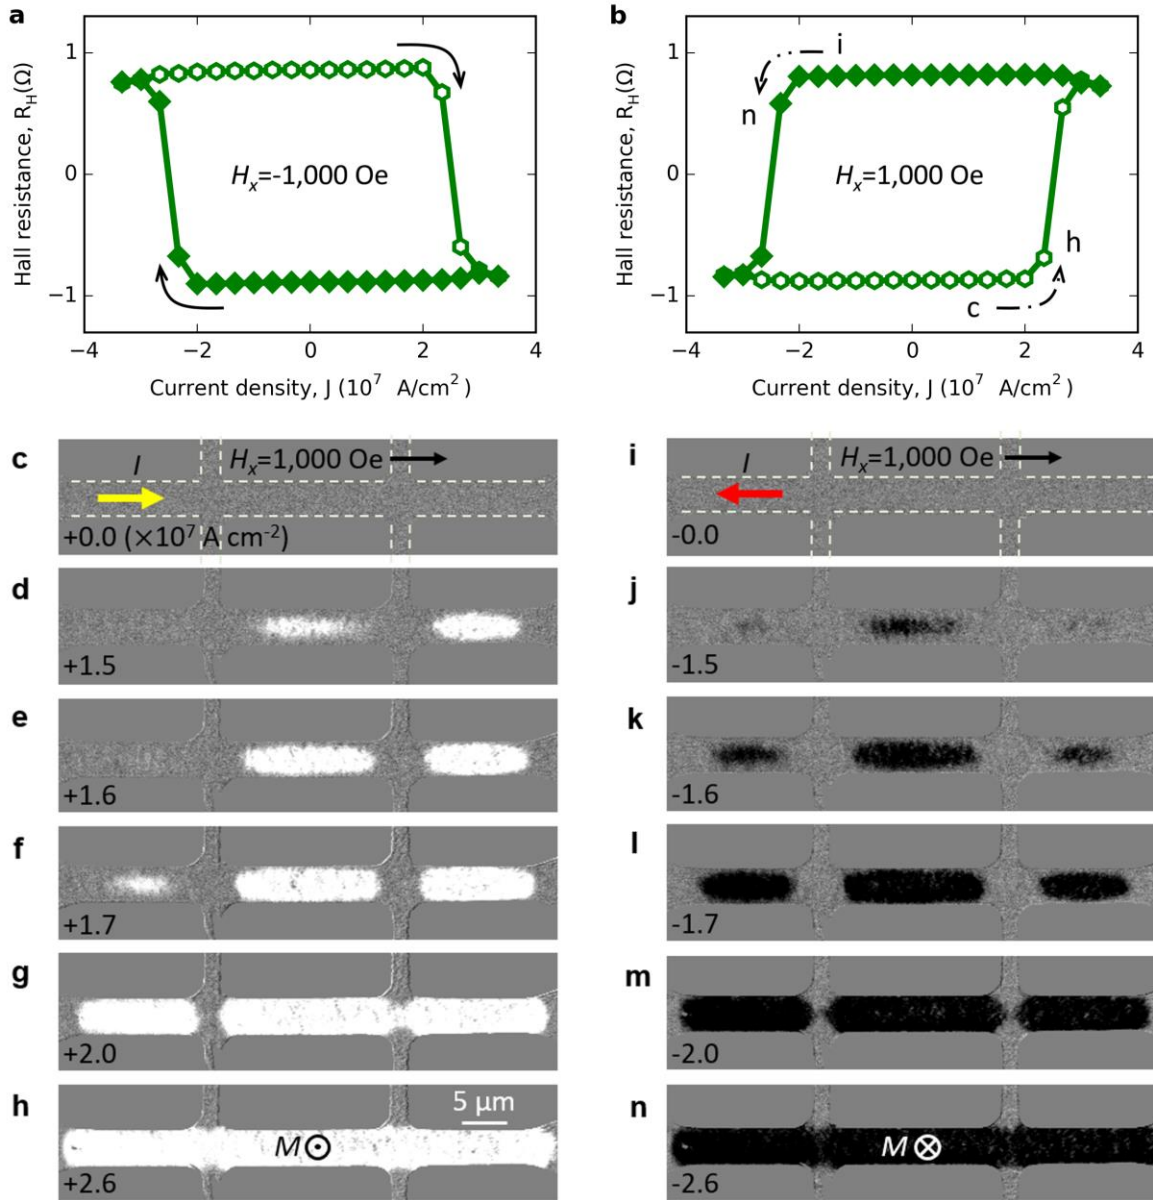 a
b
Hall resistance, R_H(Ω)
1
0
−1
H_x=-1,000 Oe
−4 −2 0 2 4
Current density, J (10^7 A/cm^2)
Hall resistance, R_H(Ω)
1
0
−1
i
n
H_x=1,000 Oe
h
c
−4 −2 0 2 4
Current density, J (10^7 A/cm^2)
c
I
H_x=1,000 Oe
+0.0 (×10^7 A cm^-2)
d
+1.5
e
+1.6
f
+1.7
g
+2.0
h
5 µm
M
+2.6
i
I
H_x=1,000 Oe
-0.0
j
-1.5
k
-1.6
l
-1.7
m
-2.0
n
M
-2.6